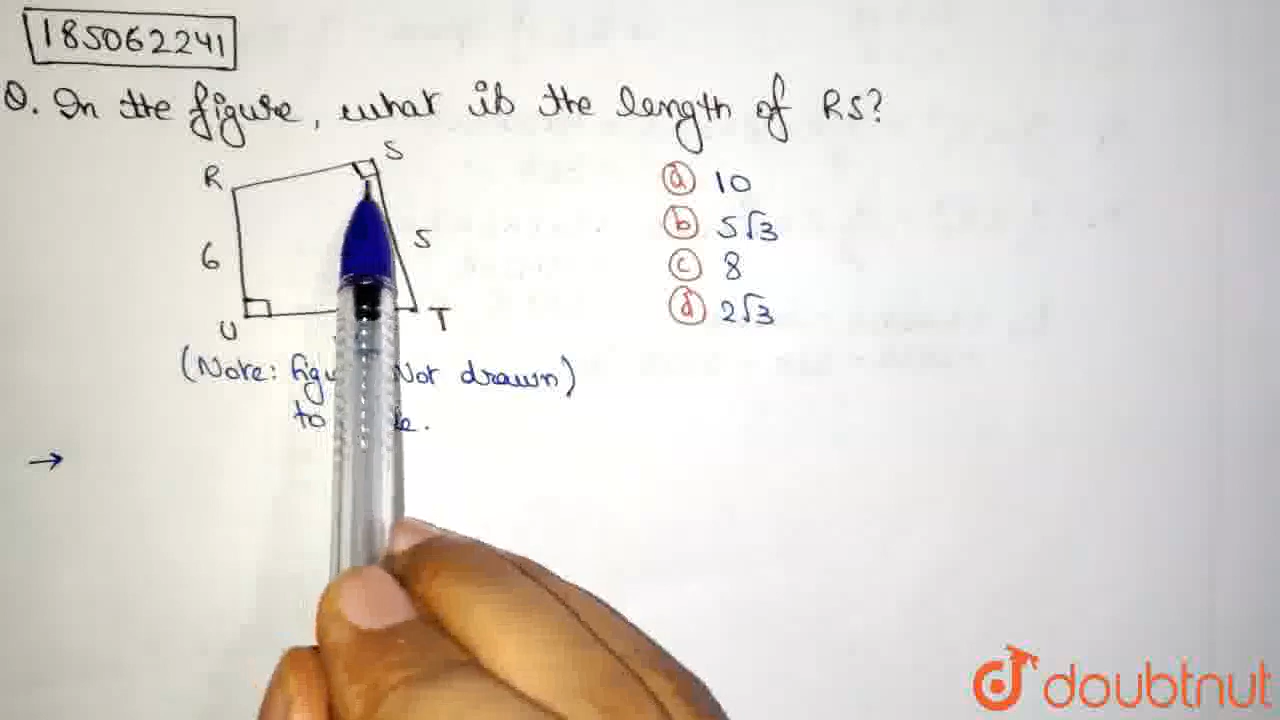 185062241
Q. In the figure, what is the length of RS?
S
R
a 10
b 5√3
5
6
c 8
d 2√3
U
T
(Note: Not drawn)
to
→
doubtnut